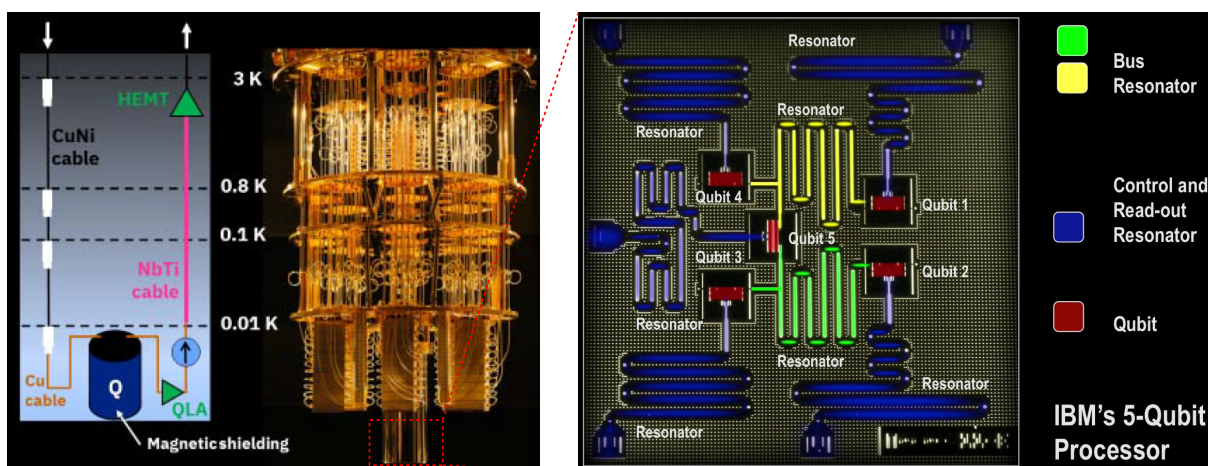 3 K
HEMT
CuNi
cable
0.8 K
0.1 K
NbTi
cable
0.01 K
Cu
cable
Q
QLA
Magnetic shielding
Resonator
Resonator
Resonator
Resonator
Qubit 4
Qubit 1
Qubit 5
Qubit 3
Qubit 2
Resonator
Resonator
Resonator
Resonator
Bus
Resonator
Control and
Read-out
Resonator
Qubit
IBM's 5-Qubit
Processor